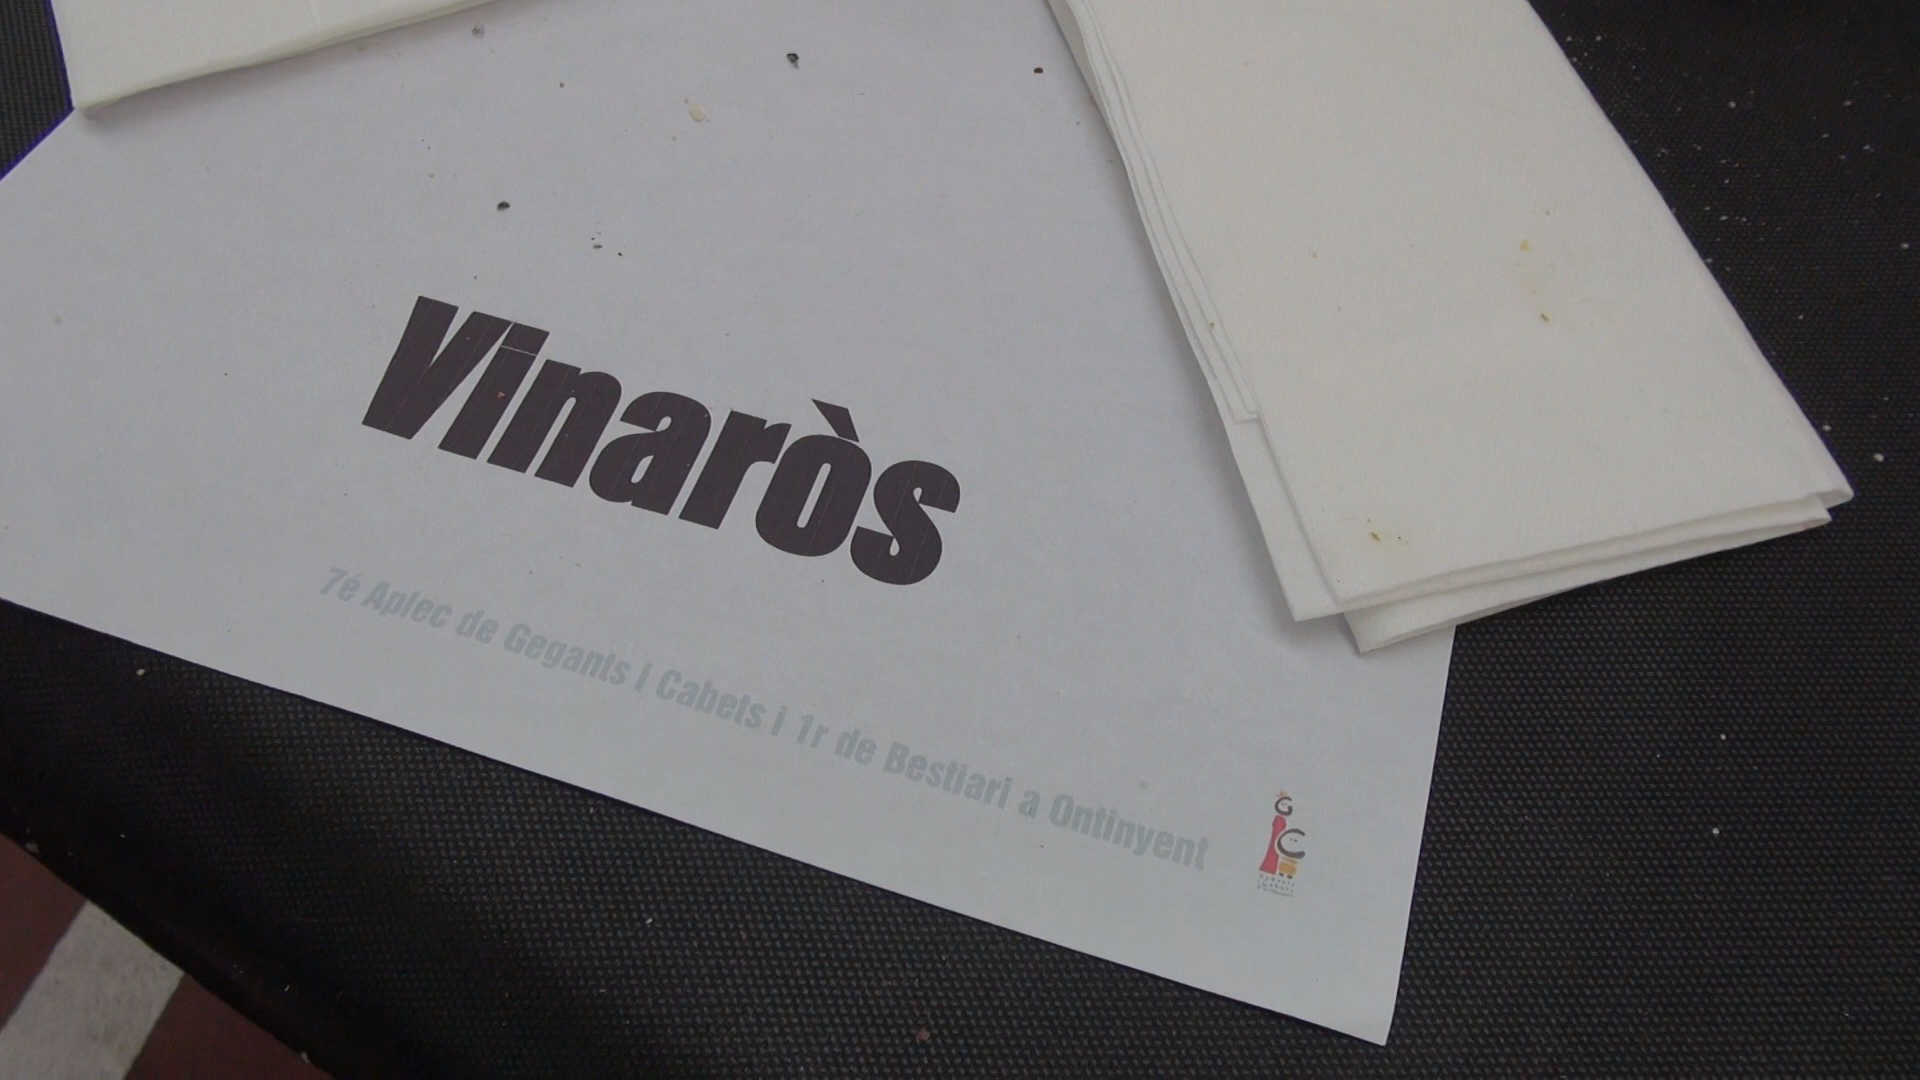 Vinaròs
7é Aplec de Gegants i Cabets i 1r de Bestiari a Ontinyent
G
C